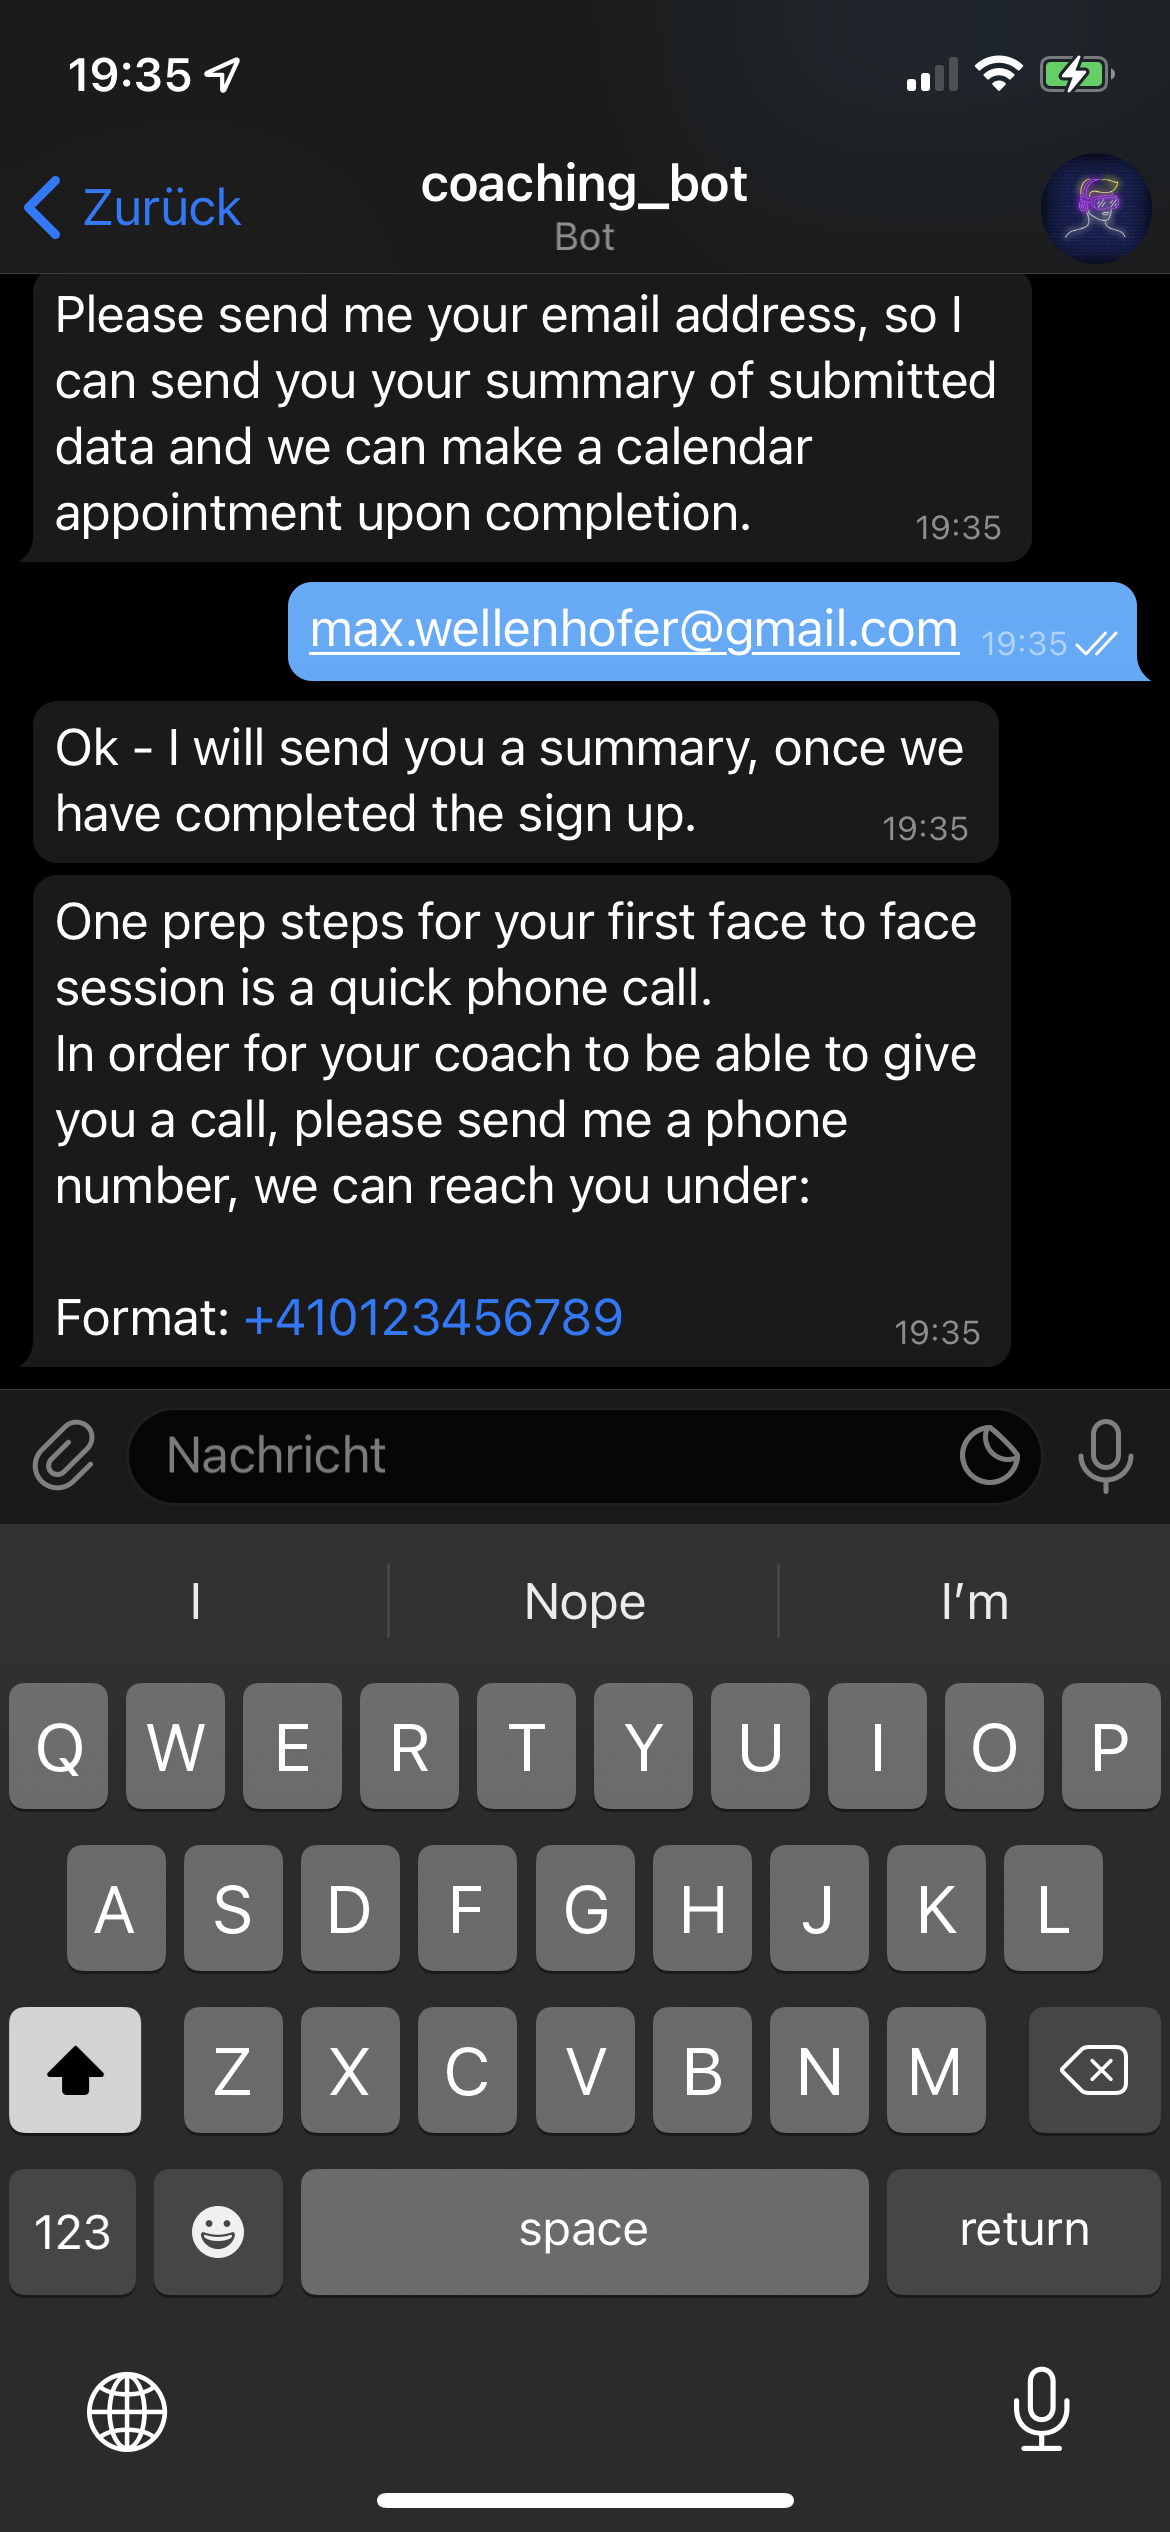 19:35
Zurück
coaching_bot
Bot
Please send me your email address, so I
can send you your summary of submitted
data and we can make a calendar
appointment upon completion.
19:35
max.wellenhofer@gmail.com 19:35
Ok - I will send you a summary, once we
have completed the sign up.
19:35
One prep steps for your first face to face
session is a quick phone call.
In order for your coach to be able to give
you a call, please send me a phone
number, we can reach you under:
Format: +410123456789
19:35
Nachricht
I Nope I'm
Q W E R T Y U I O P
A S D F G H J K L
Z X C V B N M
123 space return